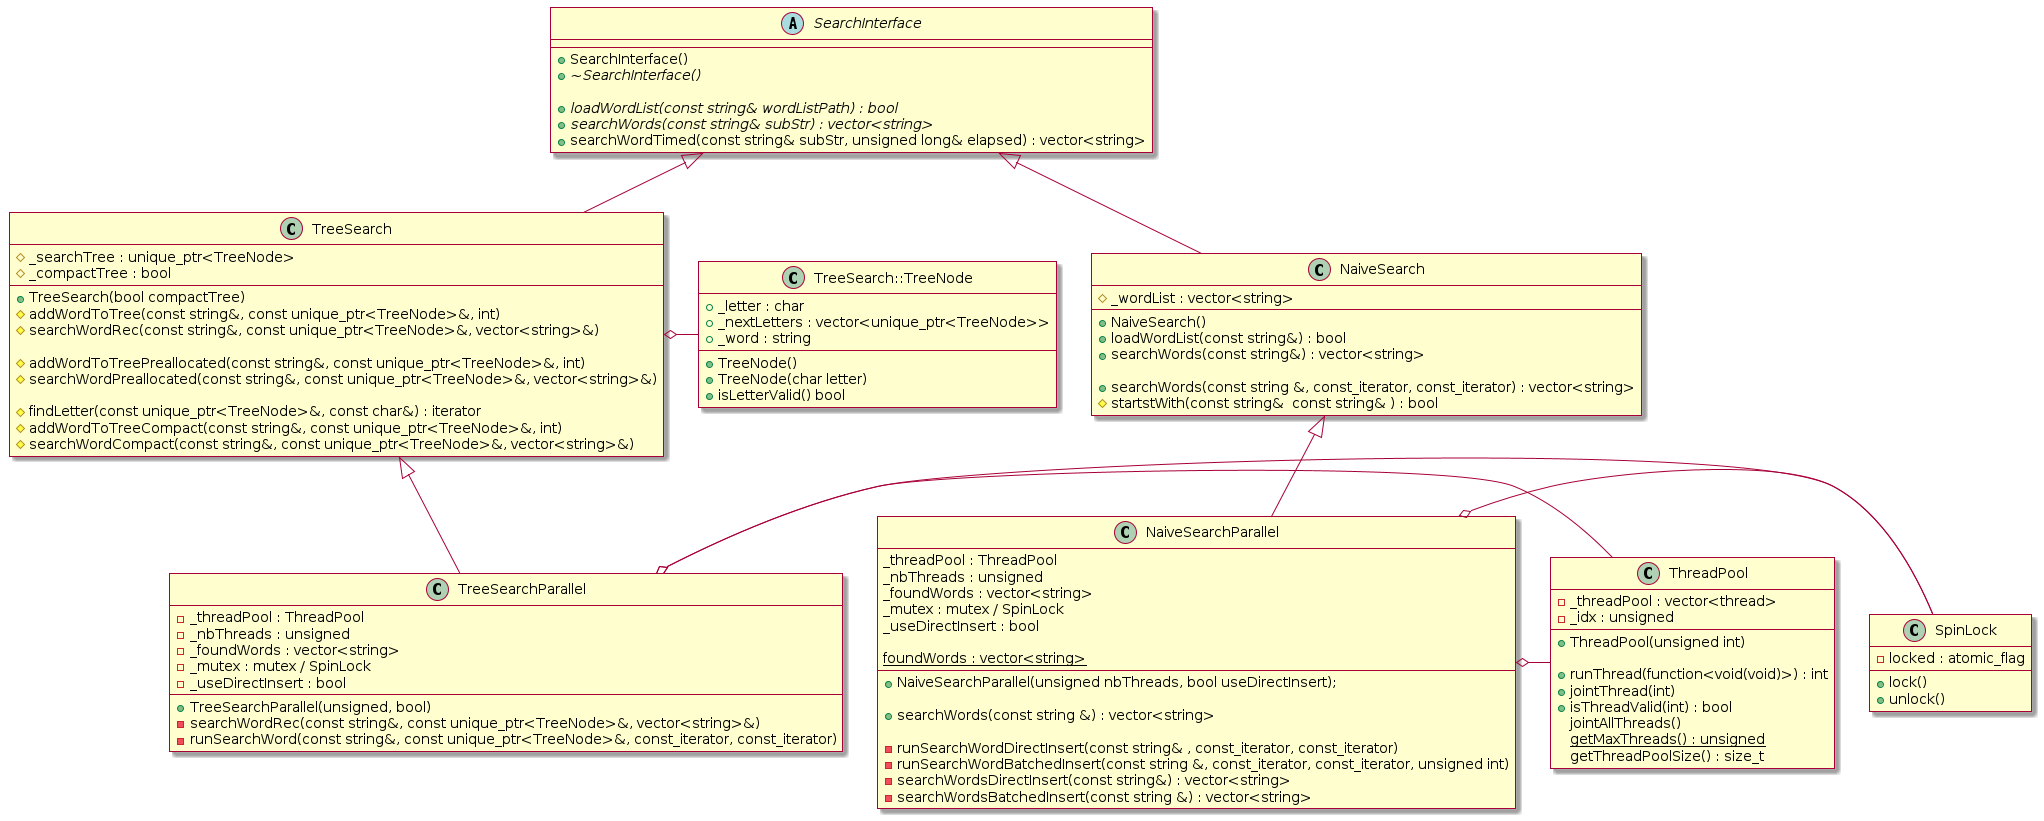 A SearchInterface
SearchInterface()
~SearchInterface()
loadWordList(const string& wordListPath) : bool
searchWords(const string& subStr) : vector<string>
searchWordTimed(const string& subStr, unsigned long& elapsed) : vector<string>
C TreeSearch
_searchTree : unique_ptr<TreeNode>
_compactTree : bool
TreeSearch(bool compactTree)
addWordToTree(const string&, const unique_ptr<TreeNode>&, int)
searchWordRec(const string&, const unique_ptr<TreeNode>&, vector<string>&)
addWordToTreePreallocated(const string&, const unique_ptr<TreeNode>&, int)
searchWordPreallocated(const string&, const unique_ptr<TreeNode>&, vector<string>&)
findLetter(const unique_ptr<TreeNode>&, const char&) : iterator
addWordToTreeCompact(const string&, const unique_ptr<TreeNode>&, int)
searchWordCompact(const string&, const unique_ptr<TreeNode>&, vector<string>&)
C TreeSearch::TreeNode
_letter : char
_nextLetters : vector<unique_ptr<TreeNode>>
_word : string
TreeNode()
TreeNode(char letter)
isLetterValid() bool
C NaiveSearch
_wordList : vector<string>
NaiveSearch()
loadWordList(const string&) : bool
searchWords(const string&) : vector<string>
searchWords(const string &, const_iterator, const_iterator) : vector<string>
startstWith(const string&  const string& ) : bool
C TreeSearchParallel
_threadPool : ThreadPool
_nbThreads : unsigned
_foundWords : vector<string>
_mutex : mutex / SpinLock
_useDirectInsert : bool
TreeSearchParallel(unsigned, bool)
searchWordRec(const string&, const unique_ptr<TreeNode>&, vector<string>&)
runSearchWord(const string&, const unique_ptr<TreeNode>&, const_iterator, const_iterator)
C NaiveSearchParallel
_threadPool : ThreadPool
_nbThreads : unsigned
_foundWords : vector<string>
_mutex : mutex / SpinLock
_useDirectInsert : bool
foundWords : vector<string>
NaiveSearchParallel(unsigned nbThreads, bool useDirectInsert);
searchWords(const string &) : vector<string>
runSearchWordDirectInsert(const string& , const_iterator, const_iterator)
runSearchWordBatchedInsert(const string &, const_iterator, const_iterator, unsigned int)
searchWordsDirectInsert(const string&) : vector<string>
searchWordsBatchedInsert(const string &) : vector<string>
C ThreadPool
_threadPool : vector<thread>
_idx : unsigned
ThreadPool(unsigned int)
runThread(function<void(void)>) : int
jointThread(int)
isThreadValid(int) : bool
jointAllThreads()
getMaxThreads() : unsigned
getThreadPoolSize() : size_t
C SpinLock
locked : atomic_flag
lock()
unlock()